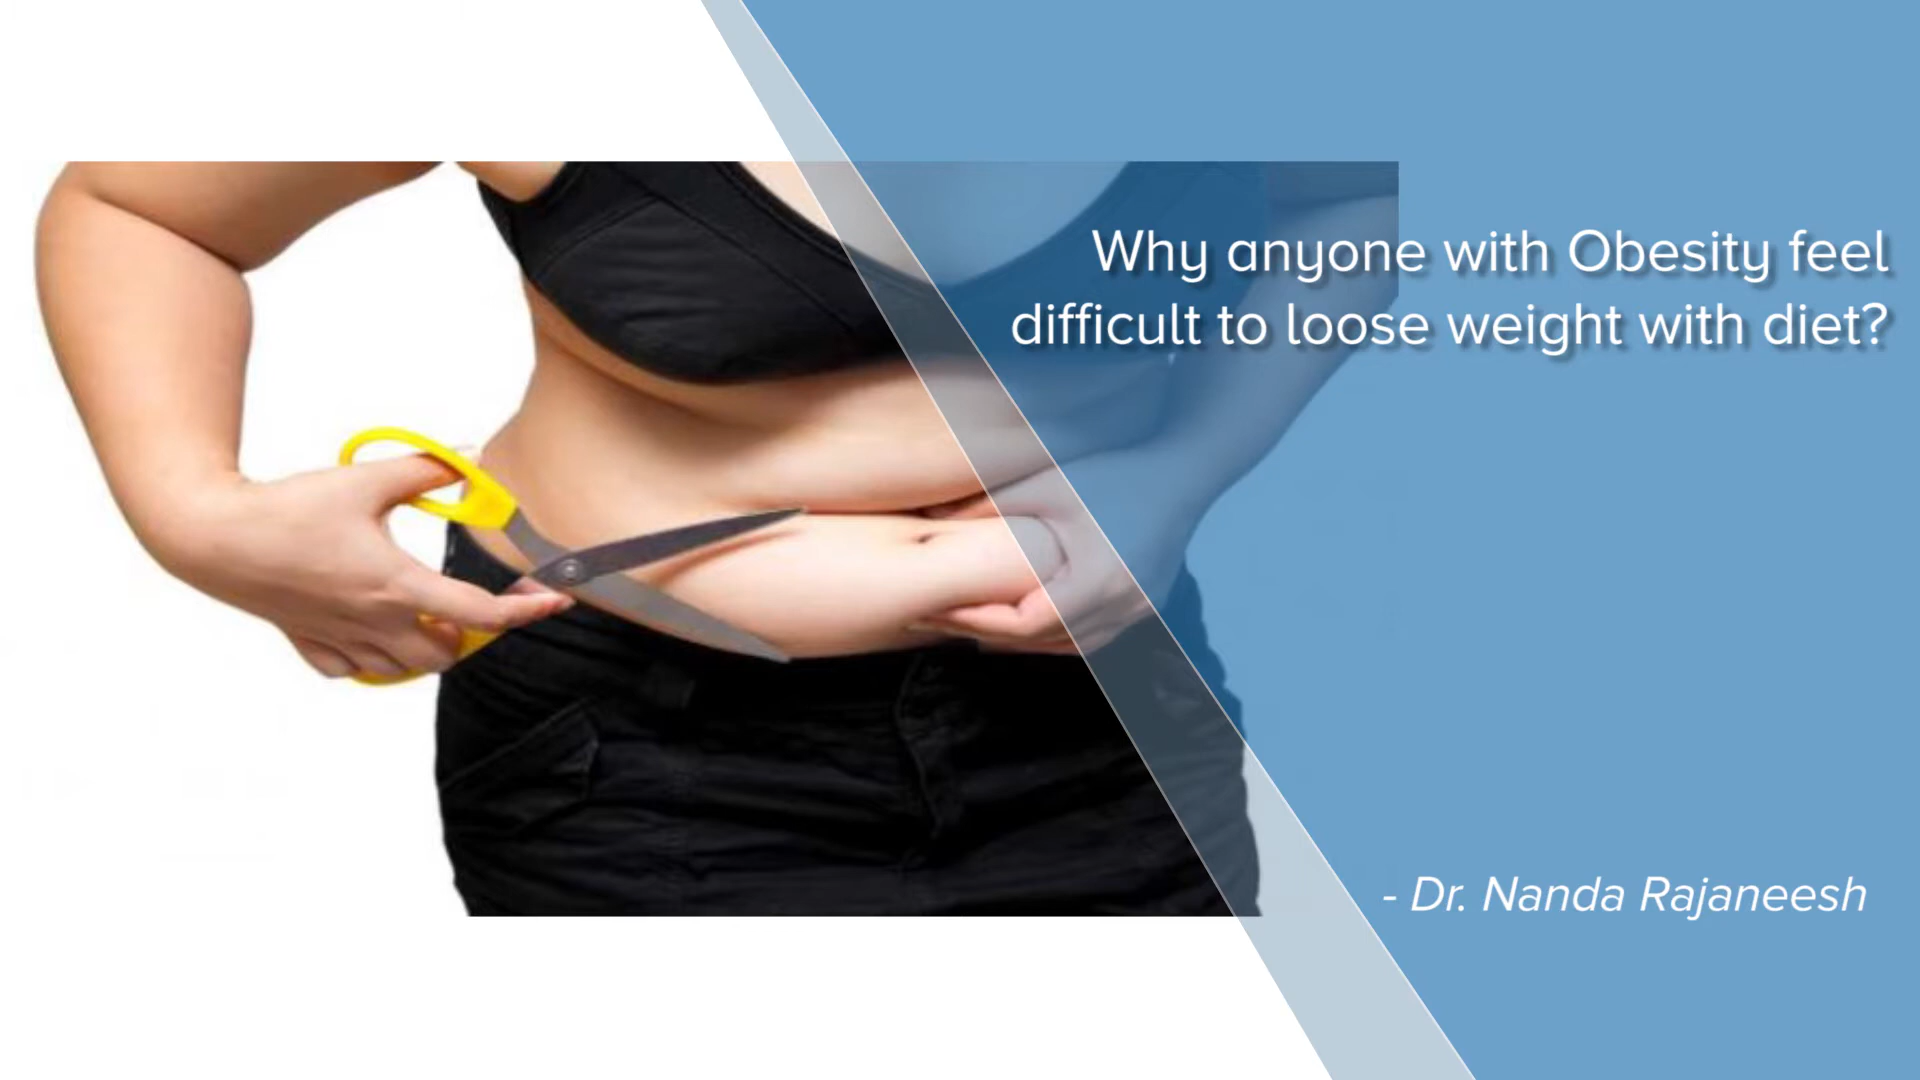 Why anyone with Obesity feel
difficult to loose weight with diet?
- Dr. Nanda Rajaneesh